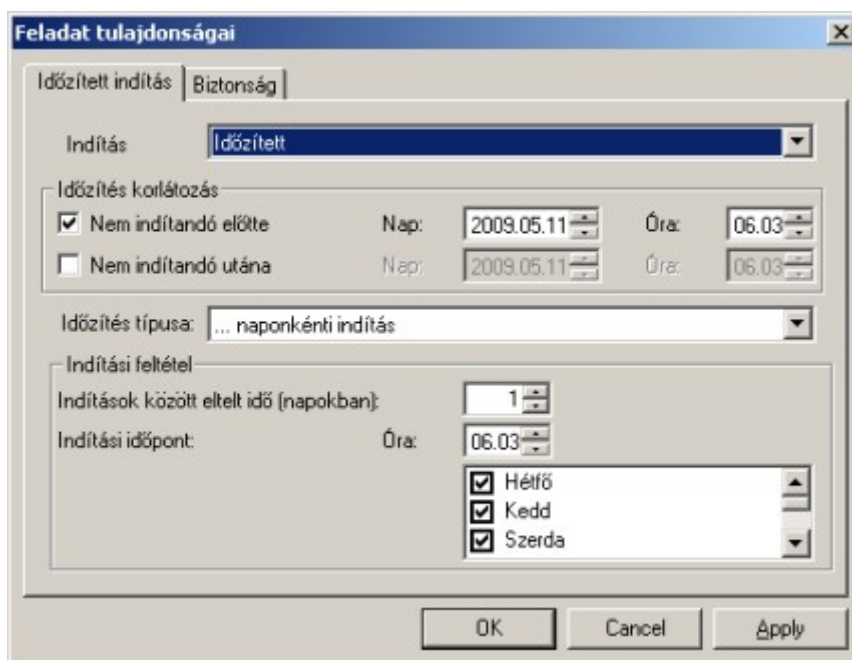 Feladat tulajdonságai
Időzített indítás Biztonság
Indítás Időzített
Időzítés korlátozás
Nem indítandó előtte Nap: 2009.05.11 Óra: 06.03
Nem indítandó utána Nap: 2009.05.11 Óra: 06.03
Időzítés típusa: ... naponkénti indítás
Indítási feltétel
Indítások között eltelt idő (napokban): 1
Indítási időpont: Óra: 06.03
Hétfő
Kedd
Szerda
OK Cancel Apply